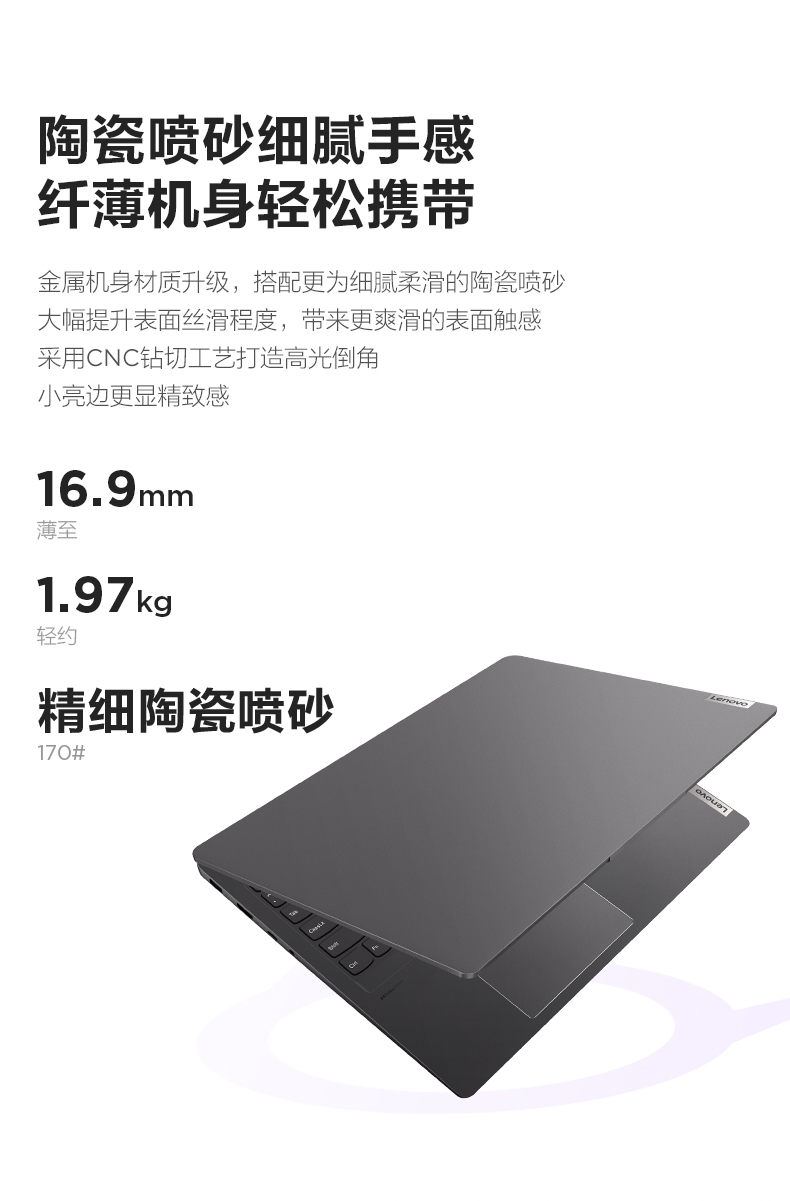 陶瓷喷砂细腻手感
纤薄机身轻松携带
金属机身材质升级，搭配更为细腻柔滑的陶瓷喷砂
大幅提升表面丝滑程度，带来更爽滑的表面触感
采用CNC钻切工艺打造高光倒角
小亮边更显精致感
16.9mm
薄至
1.97kg
轻约
精细陶瓷喷砂
170#
Lenovo
Lenovo
Tab
CapsLk
Shift
Ctrl
Fn